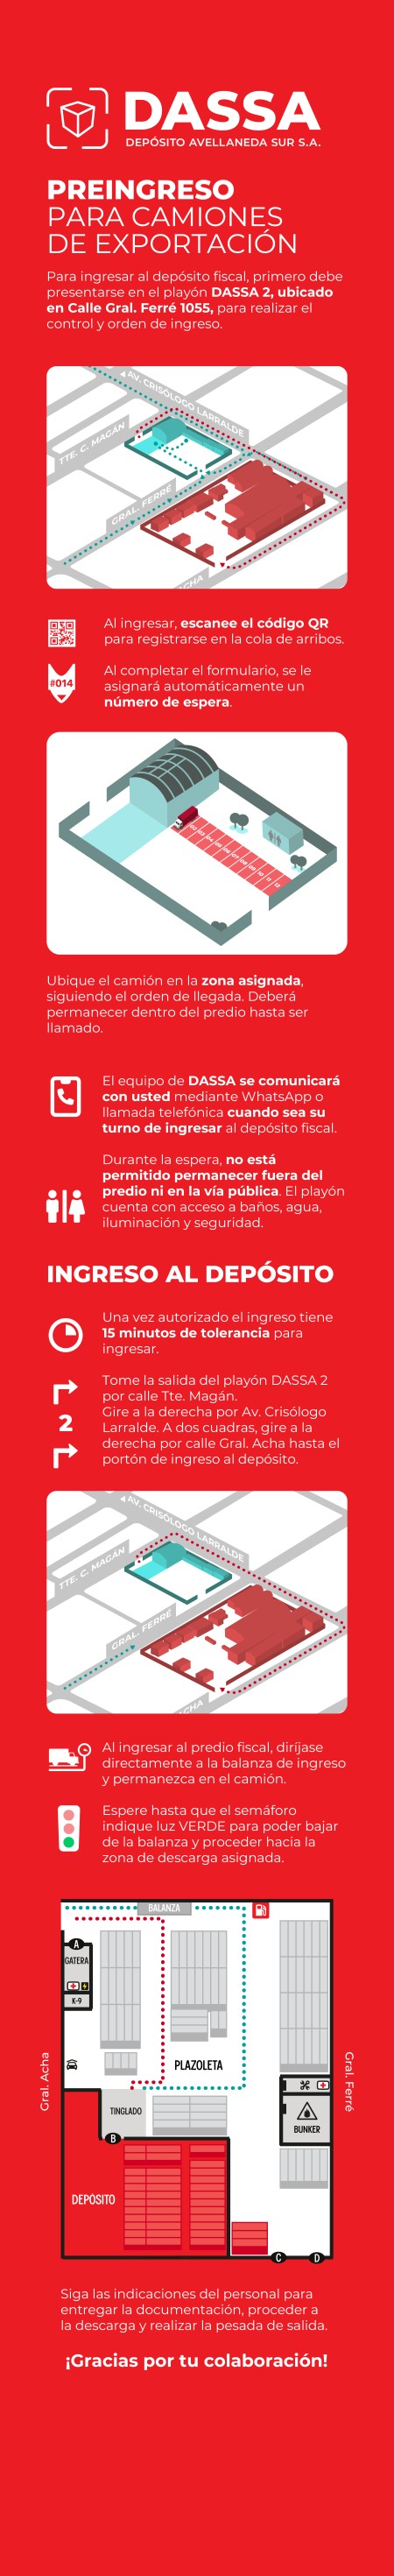 DASSA
DEPÓSITO AVELLANEDA SUR S.A.
PREINGRESO
PARA CAMIONES
DE EXPORTACIÓN
Para ingresar al depósito fiscal, primero debe
presentarse en el playón DASSA 2, ubicado
en Calle Gral. Ferré 1055, para realizar el
control y orden de ingreso.
AV. CRISÓLOGO LARRALDE
TTE. C. MAGÁN
GRAL. FERRÉ
CHA
Al ingresar, escanee el código QR
para registrarse en la cola de arribos.
#014
Al completar el formulario, se le
asignará automáticamente un
número de espera.
Ubique el camión en la zona asignada,
siguiendo el orden de llegada. Deberá
permanecer dentro del predio hasta ser
llamado.
El equipo de DASSA se comunicará
con usted mediante WhatsApp o
llamada telefónica cuando sea su
turno de ingresar al depósito fiscal.
Durante la espera, no está
permitido permanecer fuera del
predio ni en la vía pública. El playón
cuenta con acceso a baños, agua,
iluminación y seguridad.
INGRESO AL DEPÓSITO
Una vez autorizado el ingreso tiene
15 minutos de tolerancia para
ingresar.
2
Tome la salida del playón DASSA 2
por calle Tte. Magán.
Gire a la derecha por Av. Crisólogo
Larralde. A dos cuadras, gire a la
derecha por calle Gral. Acha hasta el
portón de ingreso al depósito.
AV. CRISÓLOGO LARRALDE
TTE. C. MAGÁN
GRAL. FERRÉ
CHA
Al ingresar al predio fiscal, diríjase
directamente a la balanza de ingreso
y permanezca en el camión.
Espere hasta que el semáforo
indique luz VERDE para poder bajar
de la balanza y proceder hacia la
zona de descarga asignada.
BALANZA
A
GATERA
K-9
PLAZOLETA
Gral. Acha
Gral. Ferré
TINGLADO
BUNKER
B
DEPOSITO
C
D
Siga las indicaciones del personal para
entregar la documentación, proceder a
la descarga y realizar la pesada de salida.
¡Gracias por tu colaboración!